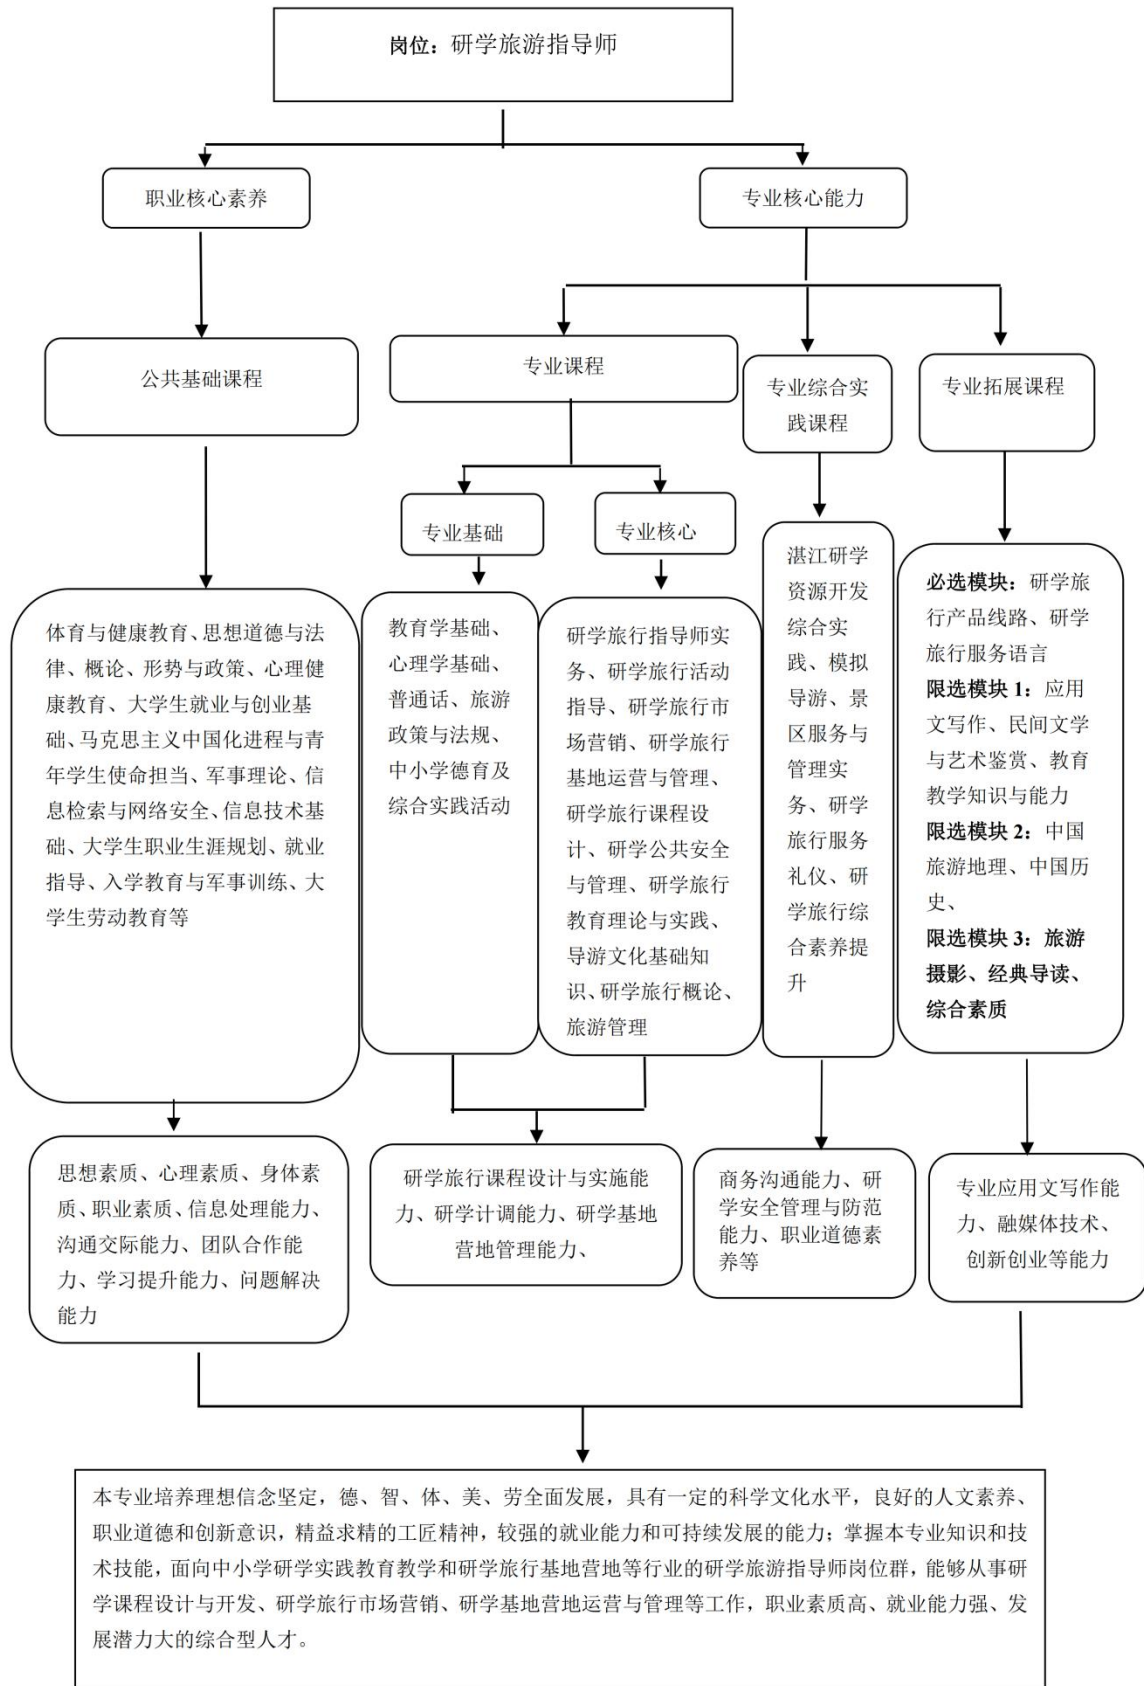 岗位：研学旅游指导师
职业核心素养
专业核心能力
公共基础课程
专业课程
专业综合实
践课程
专业拓展课程
专业基础
专业核心
体育与健康教育、思想道德与法
律、概论、形势与政策、心理健
康教育、大学生就业与创业基
础、马克思主义中国化进程与青
年学生使命担当、军事理论、信
息检索与网络安全、信息技术基
础、大学生职业生涯规划、就业
指导、入学教育与军事训练、大
学生劳动教育等
教育学基础、
心理学基础、
普通话、旅游
政策与法规、
中小学德育及
综合实践活动
研学旅行指导师实
务、研学旅行活动
指导、研学旅行市
场营销、研学旅行
基地运营与管理、
研学旅行课程设
计、研学公共安全
与管理、研学旅行
教育理论与实践、
导游文化基础知
识、研学旅行概论、
旅游管理
湛江研学
资源开发
综合实
践、模拟
导游、景
区服务与
管理实
务、研学
旅行服务
礼仪、研
学旅行综
合素养提
升
必选模块：研学旅
行产品线路、研学
旅行服务语言
限选模块 1：应用
文写作、民间文学
与艺术鉴赏、教育
教学知识与能力
限选模块 2：中国
旅游地理、中国历
史、
限选模块 3：旅游
摄影、经典导读、
综合素质
思想素质、心理素质、身体素
质、职业素质、信息处理能力、
沟通交际能力、团队合作能
力、学习提升能力、问题解决
能力
研学旅行课程设计与实施能
力、研学计调能力、研学基地
营地管理能力、
商务沟通能力、研
学安全管理与防范
能力、职业道德素
养等
专业应用文写作能
力、融媒体技术、
创新创业等能力
本专业培养理想信念坚定，德、智、体、美、劳全面发展，具有一定的科学文化水平，良好的人文素养、
职业道德和创新意识，精益求精的工匠精神，较强的就业能力和可持续发展的能力；掌握本专业知识和技
术技能，面向中小学研学实践教育教学和研学旅行基地营地等行业的研学旅游指导师岗位群，能够从事研
学课程设计与开发、研学旅行市场营销、研学基地营地运营与管理等工作，职业素质高、就业能力强、发
展潜力大的综合型人才。